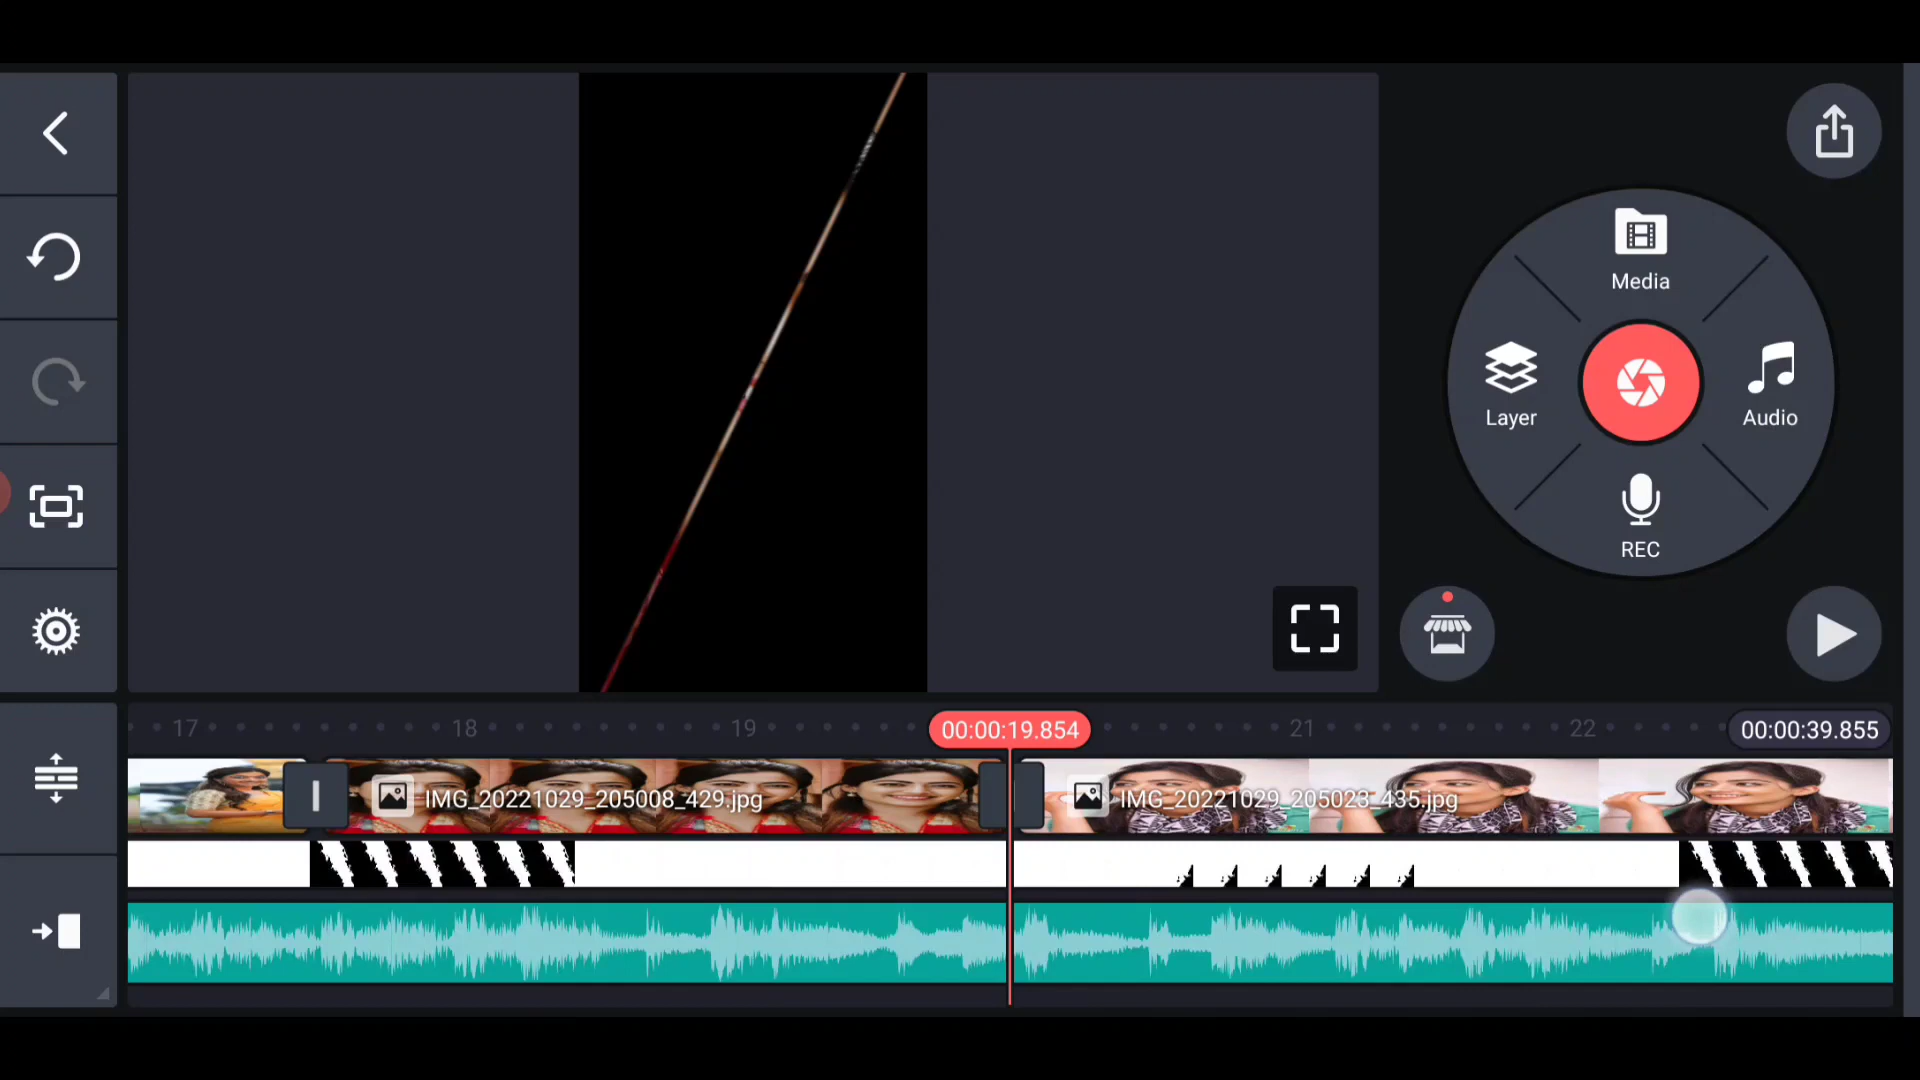 Media
Layer
Audio
REC
17
18
19
00:00:19.854
21
22
00:00:39.855
IMG_20221029_205008_429.jpg
IMG_20221029_205023_435.jpg